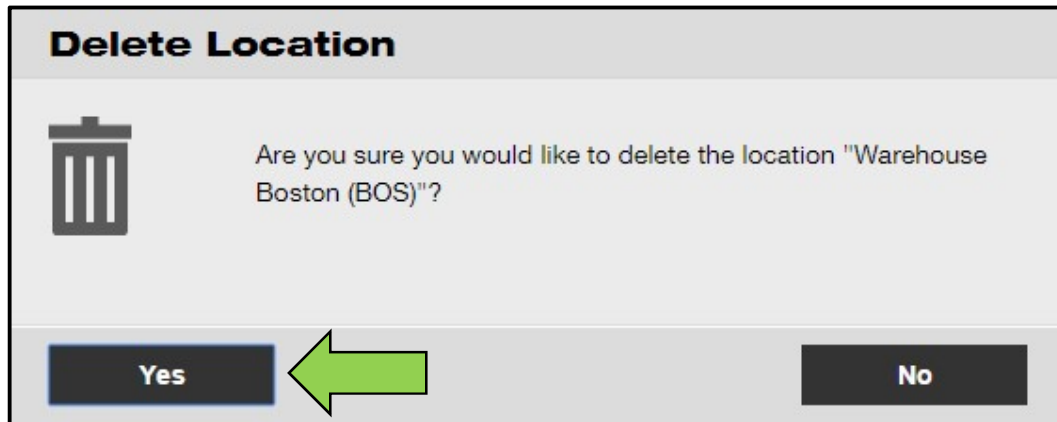 Delete Location
Are you sure you would like to delete the location "Warehouse
Boston (BOS)"?
Yes
No